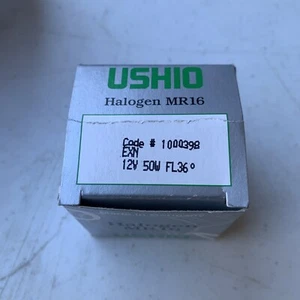 USHIO
Halogen MR16
Code # 1000398
EXN
12V 50W FL36°